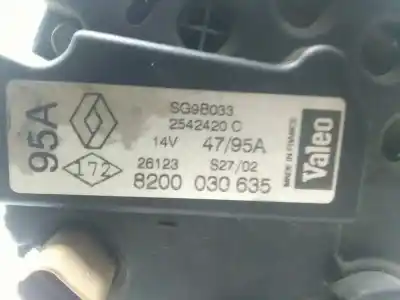 95A
172
SG9B033
2542420 C
14V 47/95A
26123 S27/02
8200 030 635
Valeo
MADE IN FRANCE